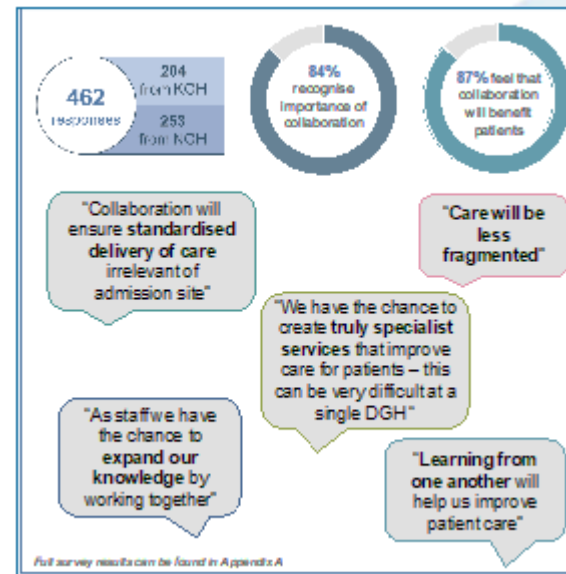 462
responses
204
from KGH
253
from NGH
84%
recognise
importance of
collaboration
87% feel that
collaboration
will benefit
patients
"Collaboration will
ensure standardised
delivery of care
irrelevant of
admission site"
"Care will be
less
fragmented"
"We have the chance to
create truly specialist
services that improve
care for patients – this
can be very difficult at a
single DGH"
"As staff we have
the chance to
expand our
knowledge by
working together"
"Learning from
one another will
help us improve
patient care"
Full survey results can be found in Appendix A